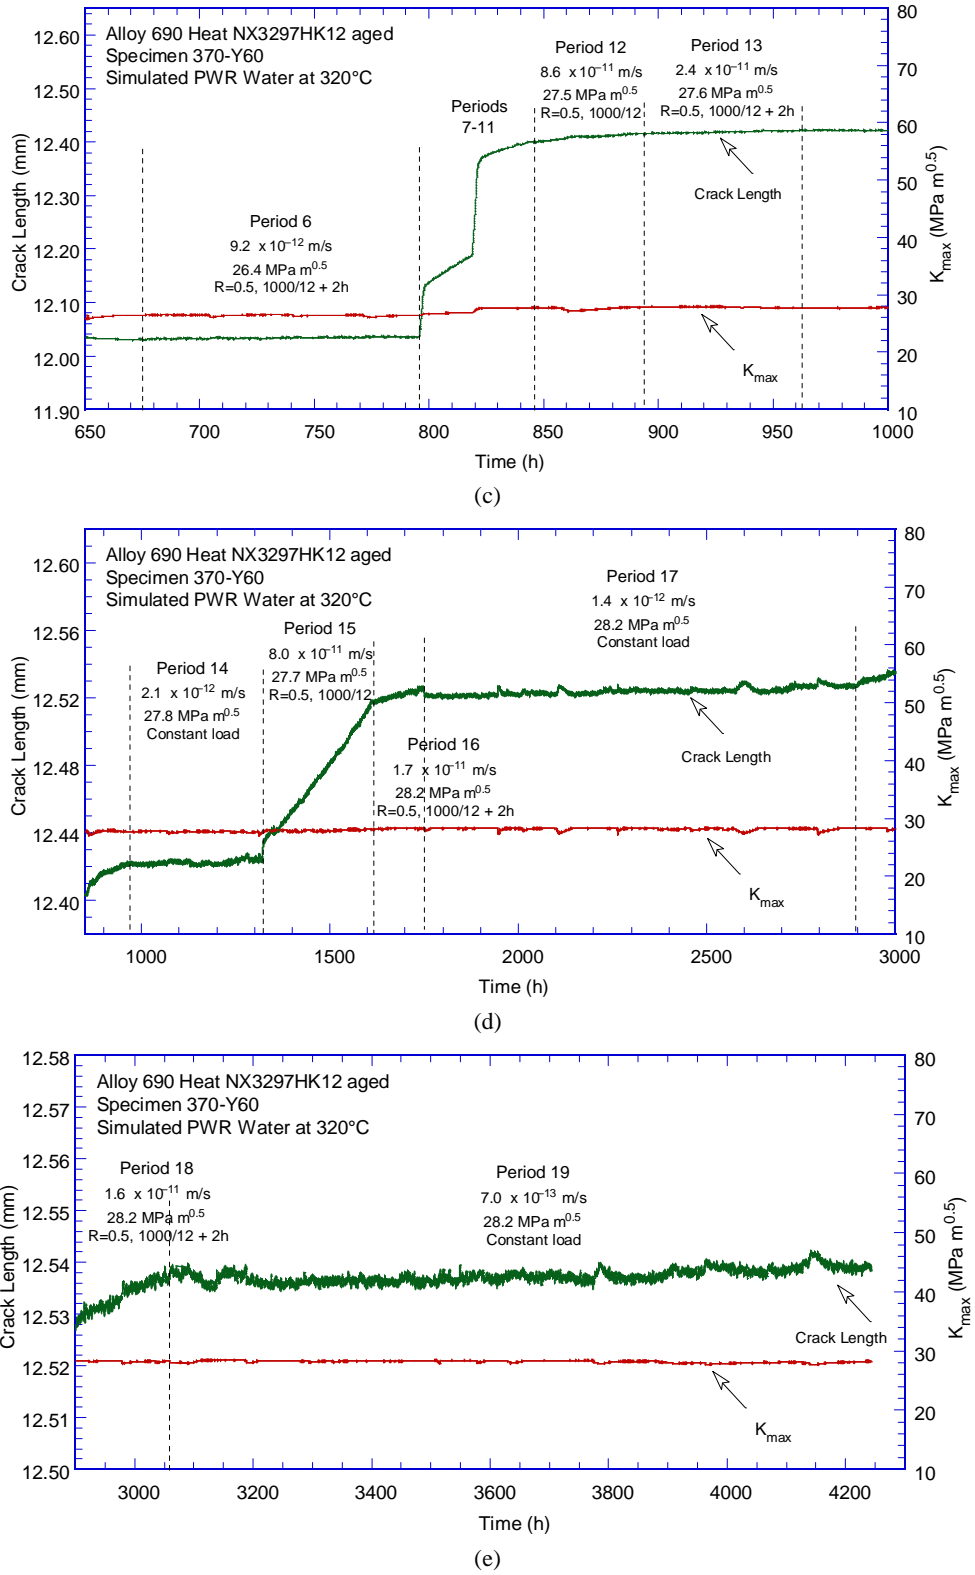 Alloy 690 Heat NX3297HK12 aged
Specimen 370-Y60
Simulated PWR Water at 320°C
Period 6
9.2 x 10⁻¹² m/s
26.4 MPa m^0.5
R=0.5, 1000/12 + 2h
Periods
7-11
Period 12
8.6 x 10⁻¹¹ m/s
27.5 MPa m^0.5
R=0.5, 1000/12
Period 13
2.4 x 10⁻¹¹ m/s
27.6 MPa m^0.5
R=0.5, 1000/12 + 2h
Crack Length
K_max
Crack Length (mm)
12.60
12.50
12.40
12.30
12.20
12.10
12.00
11.90
K_max (MPa m^0.5)
80
70
60
50
40
30
20
10
650 700 750 800 850 900 950 1000
Time (h)
(c)
Alloy 690 Heat NX3297HK12 aged
Specimen 370-Y60
Simulated PWR Water at 320°C
Period 14
2.1 x 10⁻¹² m/s
27.8 MPa m^0.5
Constant load
Period 15
8.0 x 10⁻¹¹ m/s
27.7 MPa m^0.5
R=0.5, 1000/12
Period 16
1.7 x 10⁻¹¹ m/s
28.2 MPa m^0.5
R=0.5, 1000/12 + 2h
Period 17
1.4 x 10⁻¹² m/s
28.2 MPa m^0.5
Constant load
Crack Length
K_max
Crack Length (mm)
12.60
12.56
12.52
12.48
12.44
12.40
K_max (MPa m^0.5)
80
70
60
50
40
30
20
10
1000 1500 2000 2500 3000
Time (h)
(d)
Alloy 690 Heat NX3297HK12 aged
Specimen 370-Y60
Simulated PWR Water at 320°C
Period 18
1.6 x 10⁻¹¹ m/s
28.2 MPa m^0.5
R=0.5, 1000/12 + 2h
Period 19
7.0 x 10⁻¹³ m/s
28.2 MPa m^0.5
Constant load
Crack Length
K_max
Crack Length (mm)
12.58
12.57
12.56
12.55
12.54
12.53
12.52
12.51
12.50
K_max (MPa m^0.5)
80
70
60
50
40
30
20
10
3000 3200 3400 3600 3800 4000 4200
Time (h)
(e)